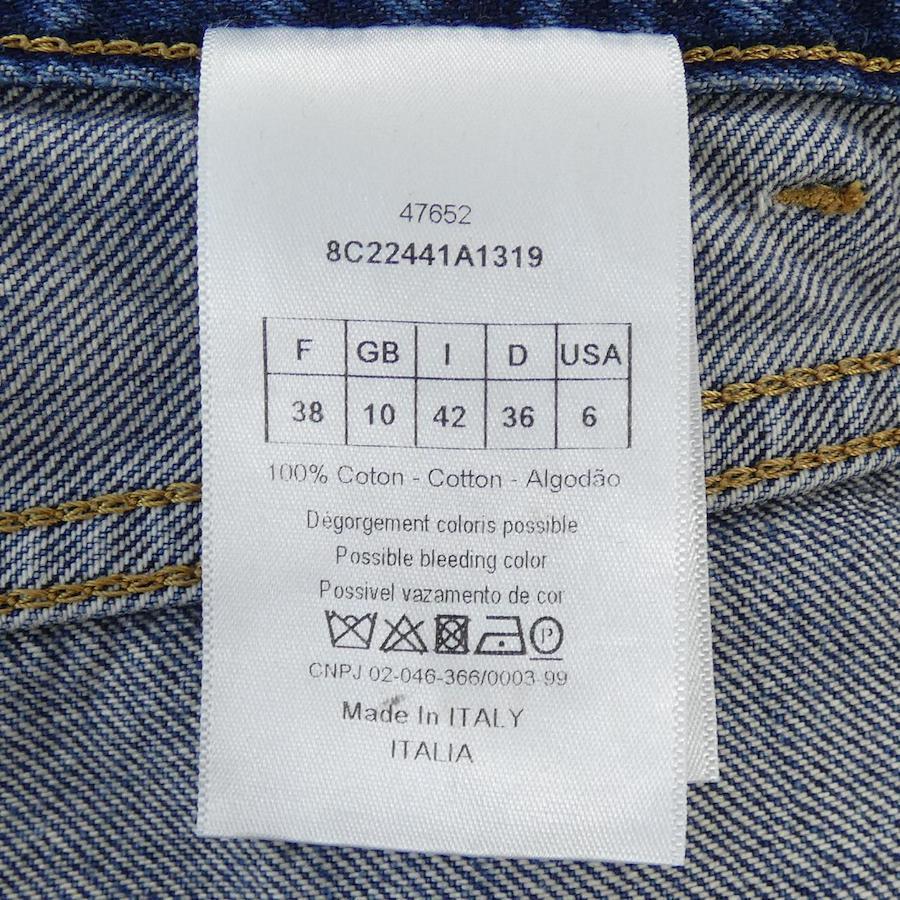 47652
8C22441A1319
F GB I D USA
38 10 42 36 6
100% Coton - Cotton - Algodão
Dégorgement coloris possible
Possible bleeding color
Possivel vazamento de cor
P
CNPJ 02-046-366/0003-99
Made In ITALY
ITALIA